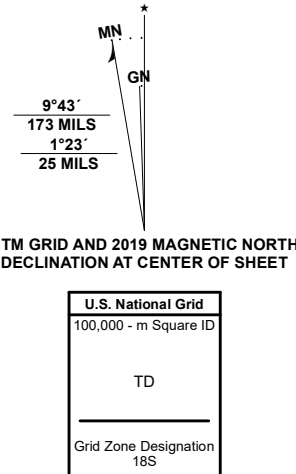 ★
MN
GN
9°43´
173 MILS
1°23´
25 MILS
TM GRID AND 2019 MAGNETIC NORTH
DECLINATION AT CENTER OF SHEET
U.S. National Grid
100,000 - m Square ID
TD
Grid Zone Designation
18S